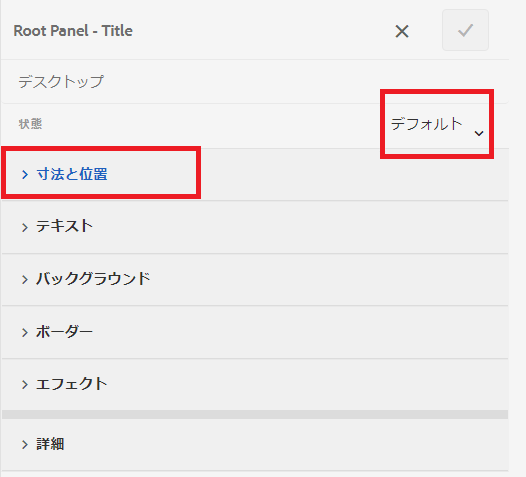 Root Panel - Title
デスクトップ
状態 デフォルト
寸法と位置
テキスト
バックグラウンド
ボーダー
エフェクト
詳細